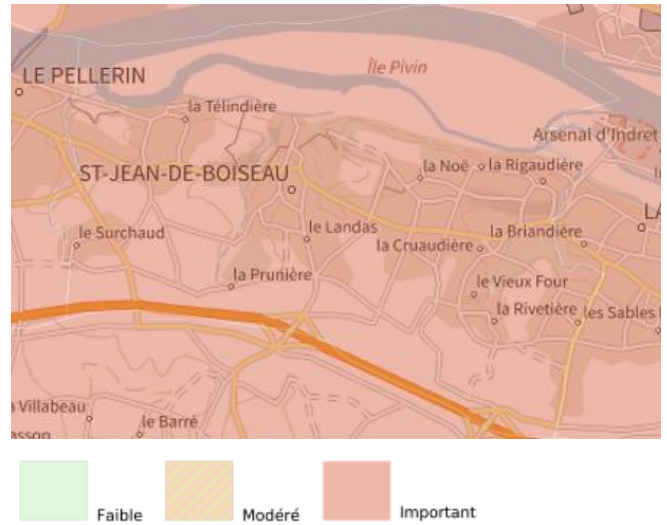 Île Pivin
LE PELLERIN
la Télindière
Arsenal d'Indret
ST-JEAN-DE-BOISEAU
la Noë
la Rigaudière
LA
le Landas
le Surchaud
la Cruaudière
la Briandière
la Prunière
le Vieux Four
la Rivetière
les Sables
a Villabeau
le Barré
asson
Faible
Modéré
Important